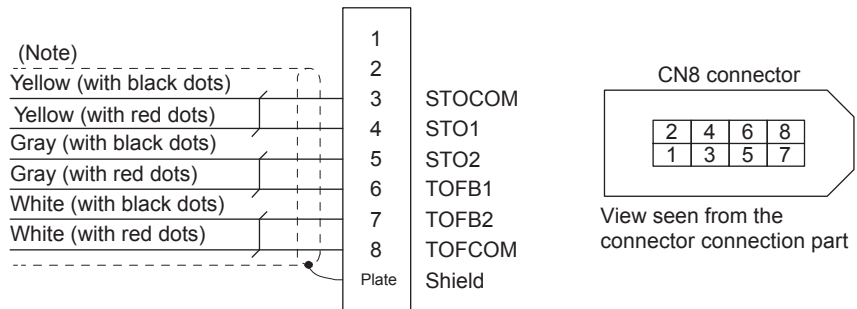 (Note)
Yellow (with black dots)
Yellow (with red dots)
Gray (with black dots)
Gray (with red dots)
White (with black dots)
White (with red dots)
1
2
3 STOCOM
4 STO1
5 STO2
6 TOFB1
7 TOFB2
8 TOFCOM
Plate Shield
CN8 connector
2 4 6 8
1 3 5 7
View seen from the
connector connection part